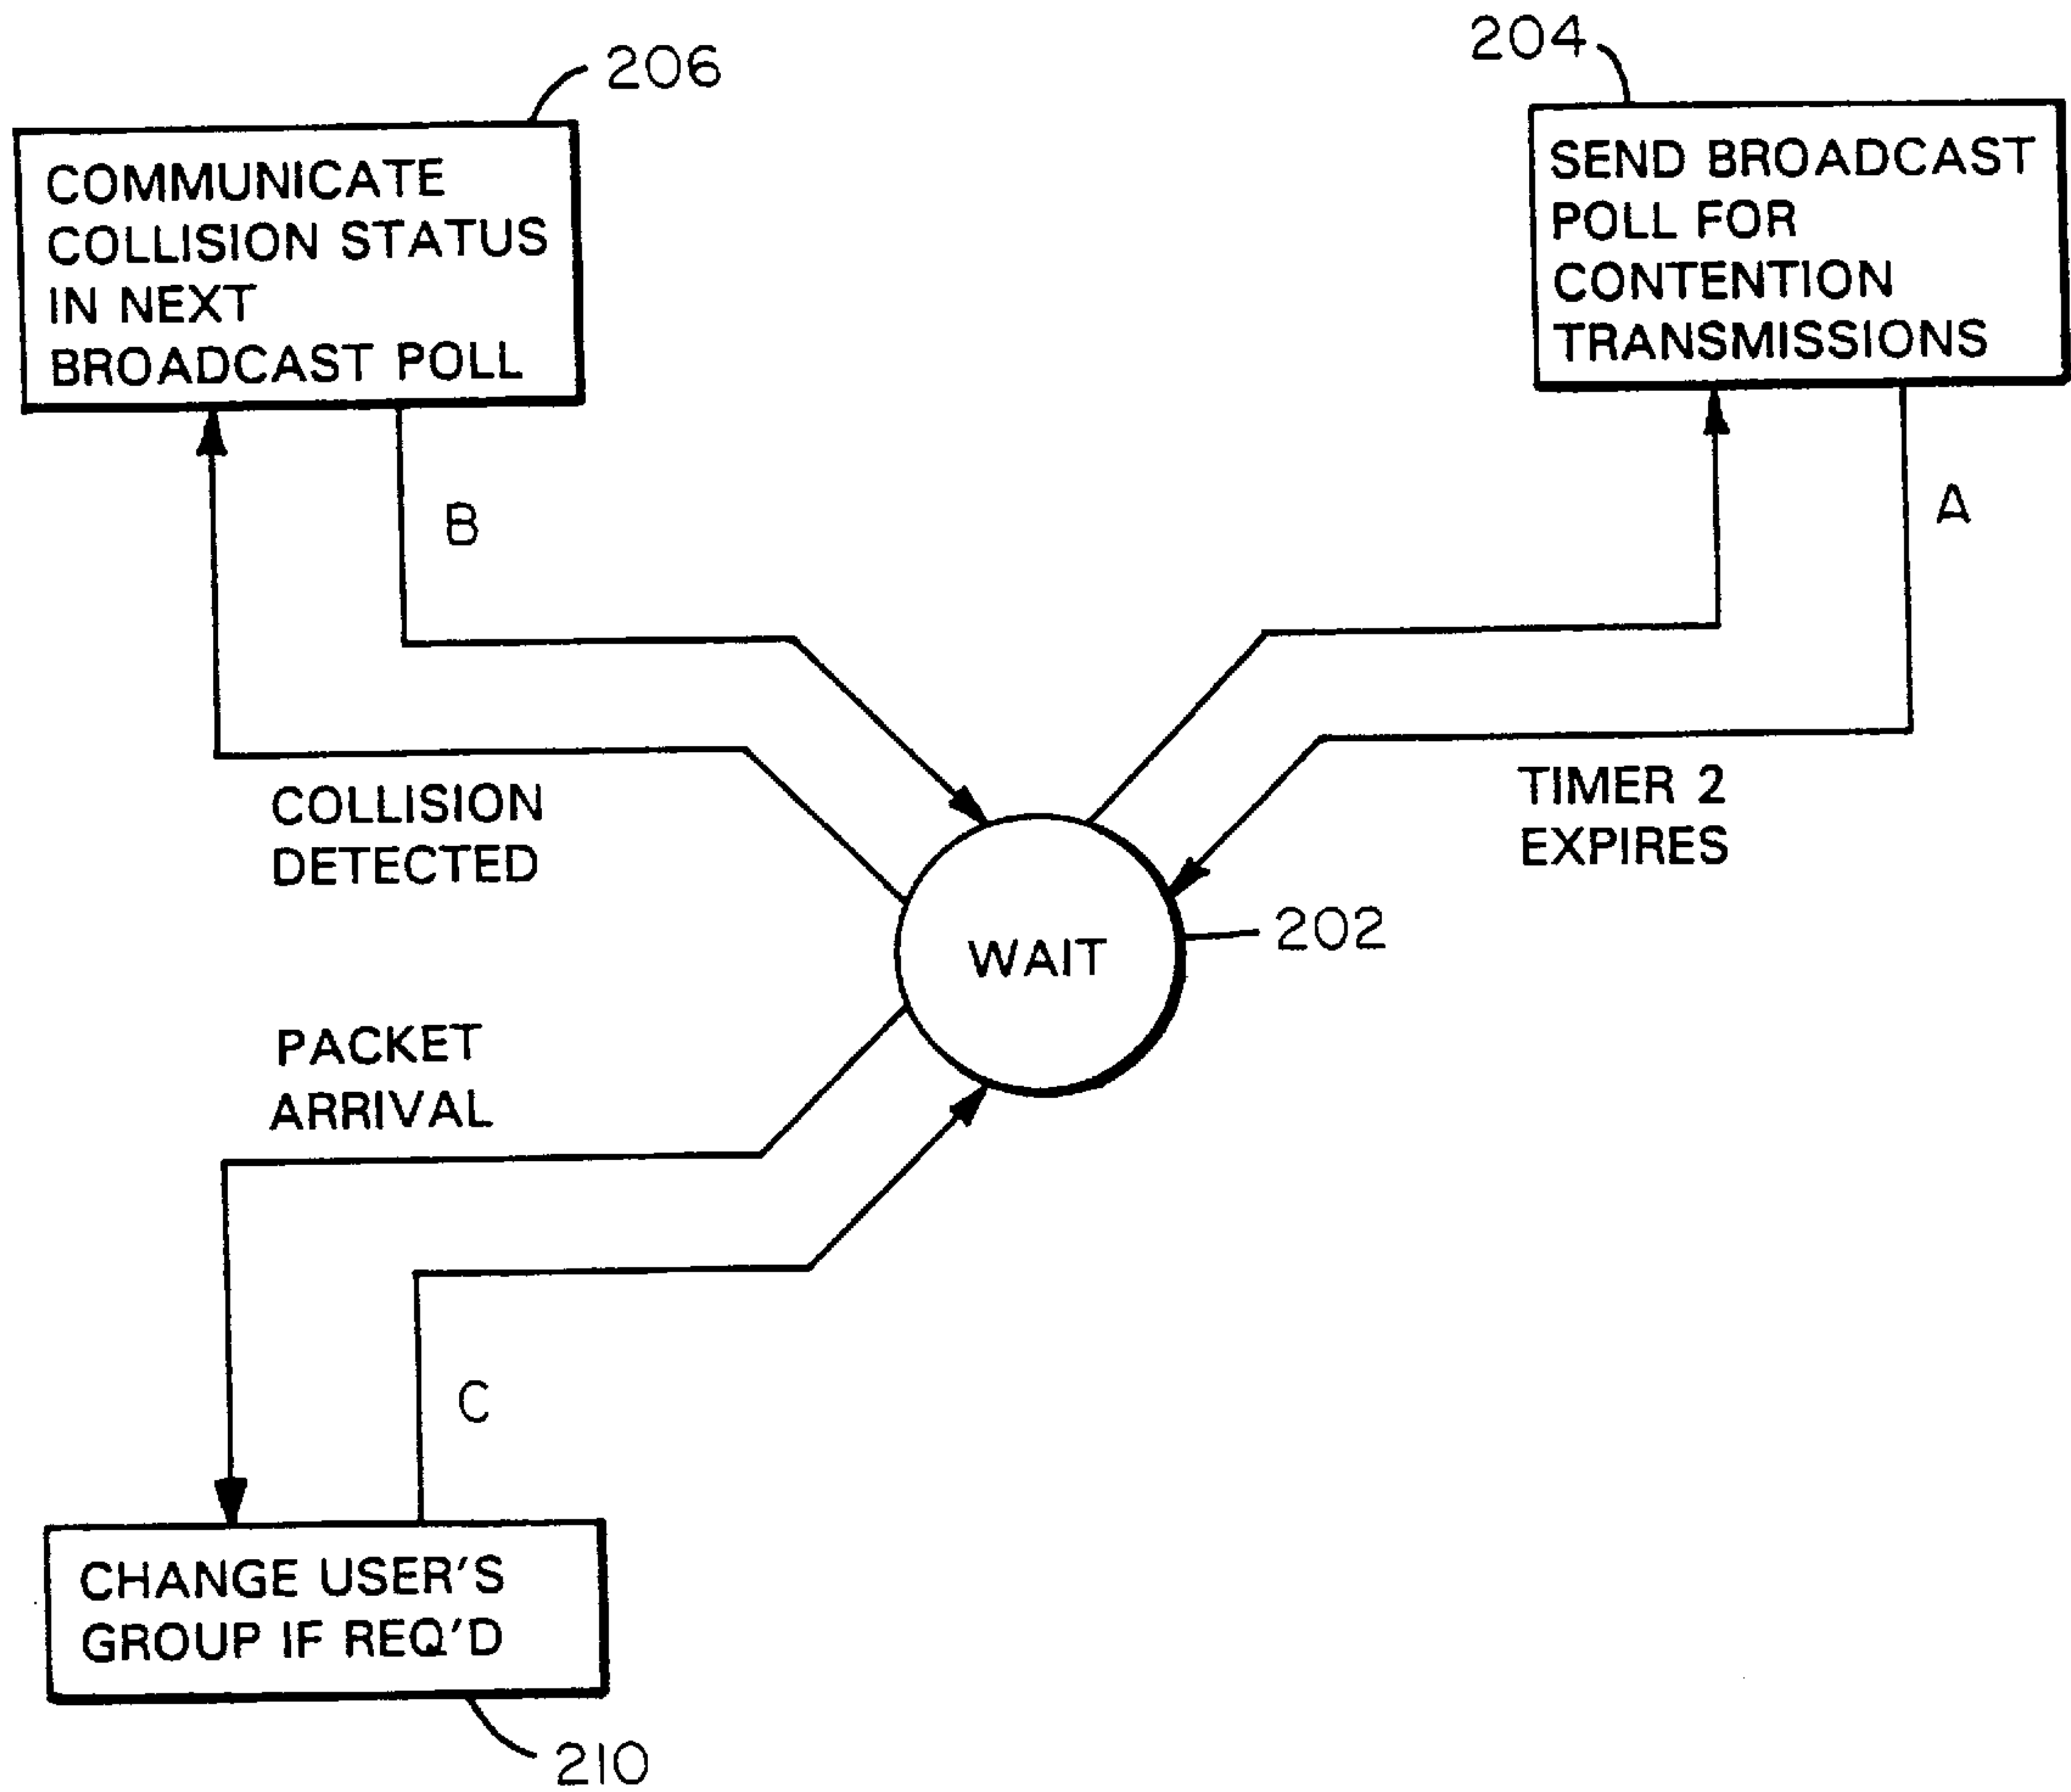 206
204
COMMUNICATE
COLLISION STATUS
IN NEXT
BROADCAST POLL
SEND BROADCAST
POLL FOR
CONTENTION
TRANSMISSIONS
B
A
COLLISION
DETECTED
TIMER 2
EXPIRES
WAIT
202
PACKET
ARRIVAL
C
CHANGE USER'S
GROUP IF REQ'D
210